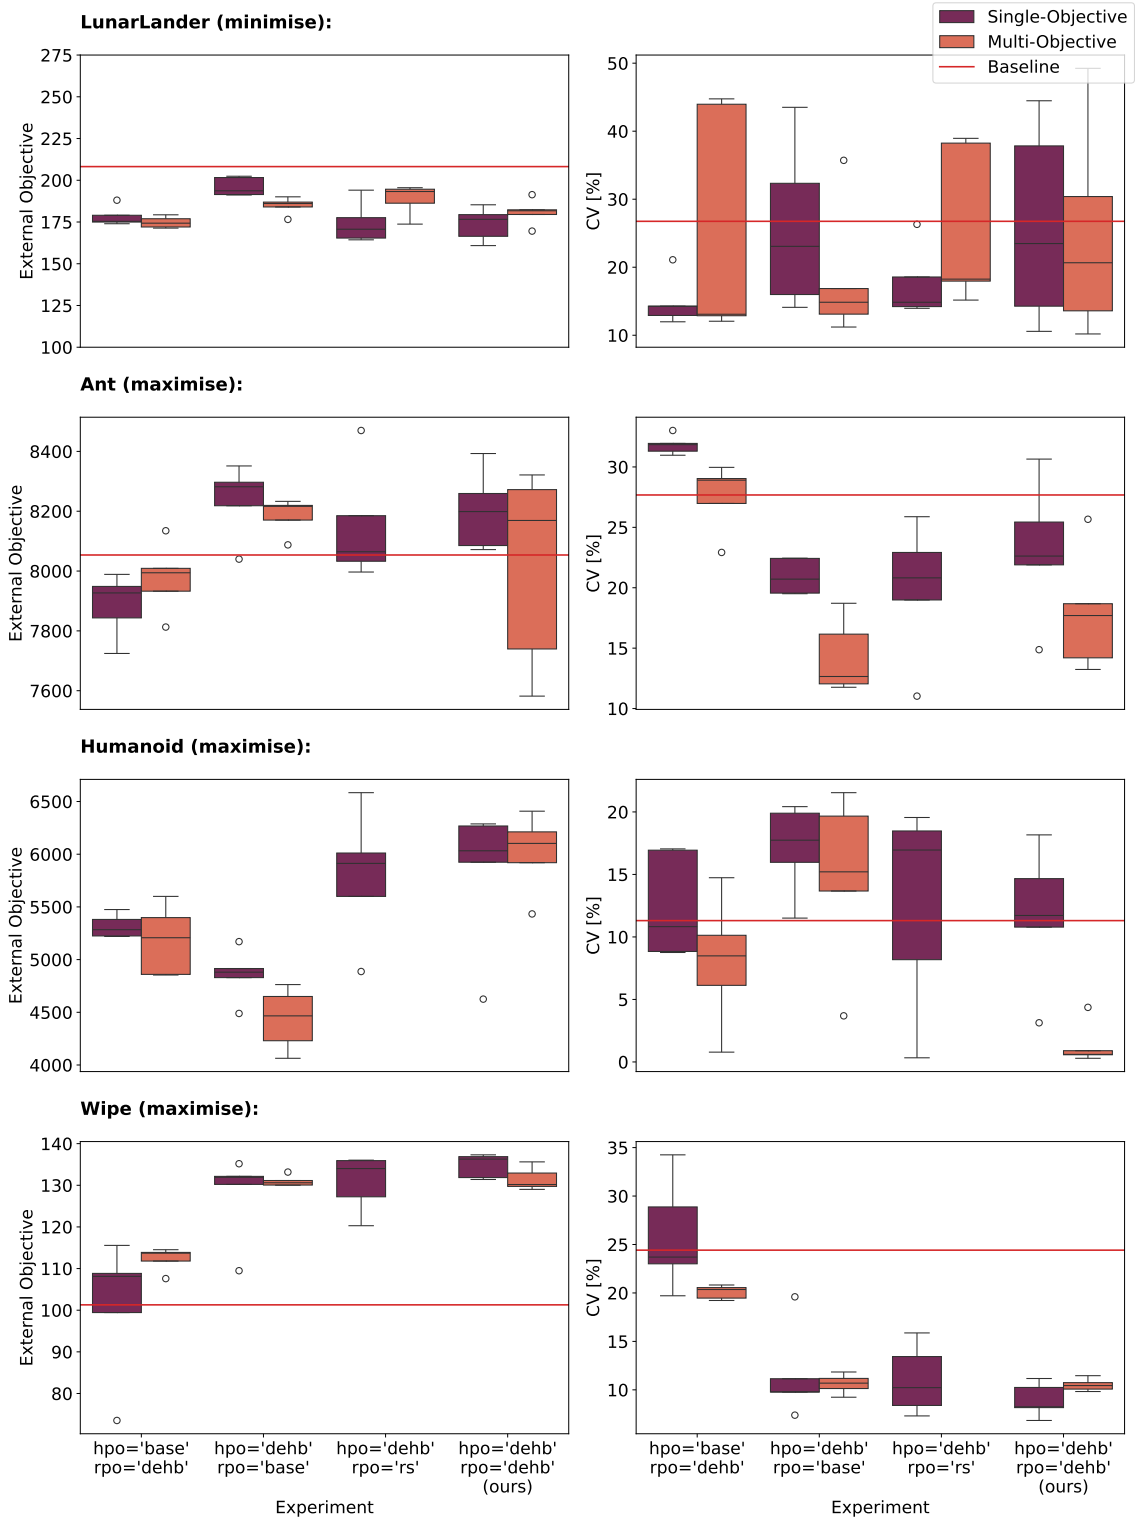 LunarLander (minimise):
Single-Objective
Multi-Objective
Baseline
External Objective
275
250
225
200
175
150
125
100
CV [%]
50
40
30
20
10
Ant (maximise):
External Objective
8400
8200
8000
7800
7600
CV [%]
30
25
20
15
10
Humanoid (maximise):
External Objective
6500
6000
5500
5000
4500
4000
CV [%]
20
15
10
5
0
Wipe (maximise):
External Objective
140
130
120
110
100
90
80
CV [%]
35
30
25
20
15
10
hpo='base' hpo='dehb' hpo='dehb' hpo='dehb'
rpo='dehb' rpo='base' rpo='rs' rpo='dehb'
(ours)
Experiment
hpo='base' hpo='dehb' hpo='dehb' hpo='dehb'
rpo='dehb' rpo='base' rpo='rs' rpo='dehb'
(ours)
Experiment